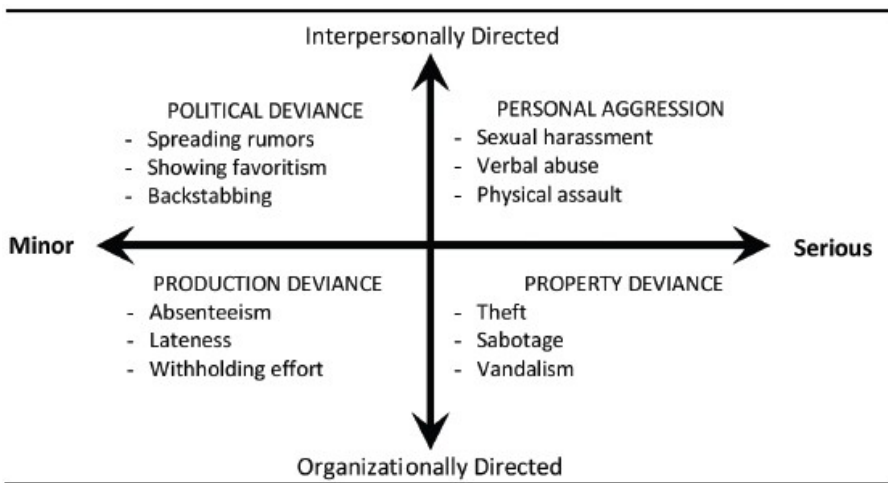 Interpersonally Directed
POLITICAL DEVIANCE
- Spreading rumors
- Showing favoritism
- Backstabbing
PERSONAL AGGRESSION
- Sexual harassment
- Verbal abuse
- Physical assault
Minor
Serious
PRODUCTION DEVIANCE
- Absenteeism
- Lateness
- Withholding effort
PROPERTY DEVIANCE
- Theft
- Sabotage
- Vandalism
Organizationally Directed